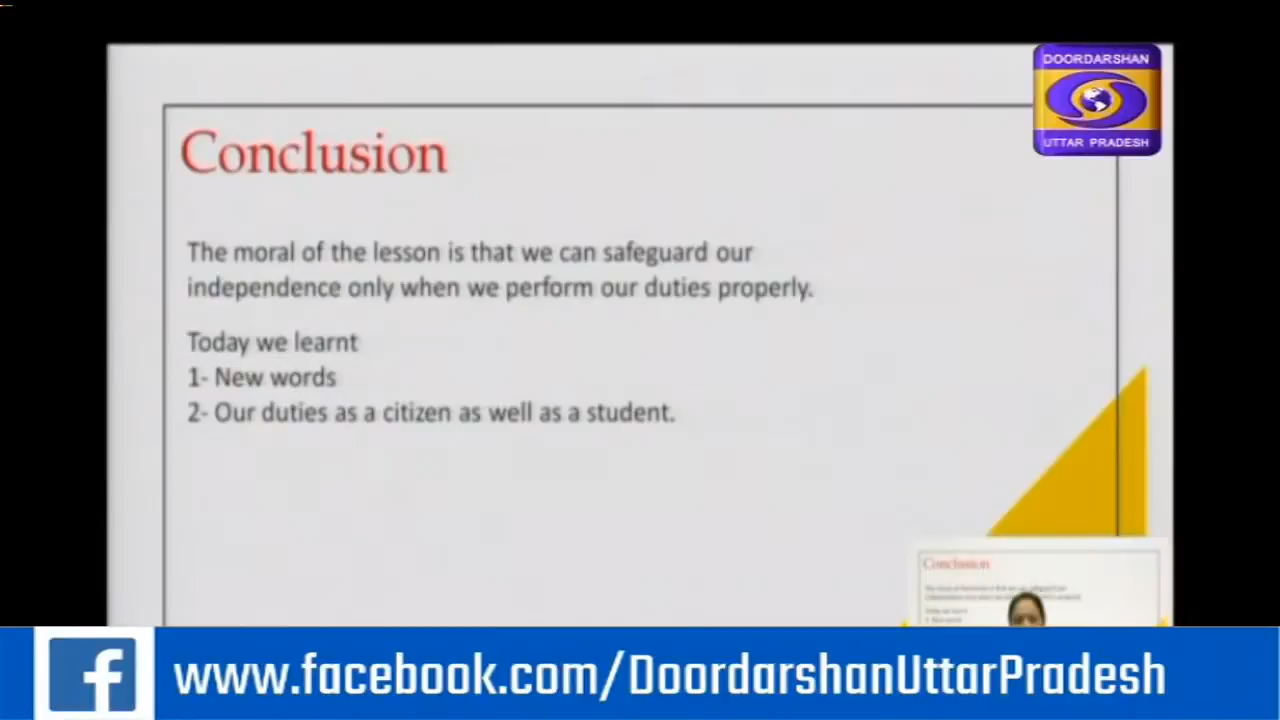 DOORDARSHAN
UTTAR PRADESH
Conclusion
The moral of the lesson is that we can safeguard our
independence only when we perform our duties properly.
Today we learnt
1- New words
2- Our duties as a citizen as well as a student.
Conclusion
www.facebook.com/DoordarshanUttarPradesh